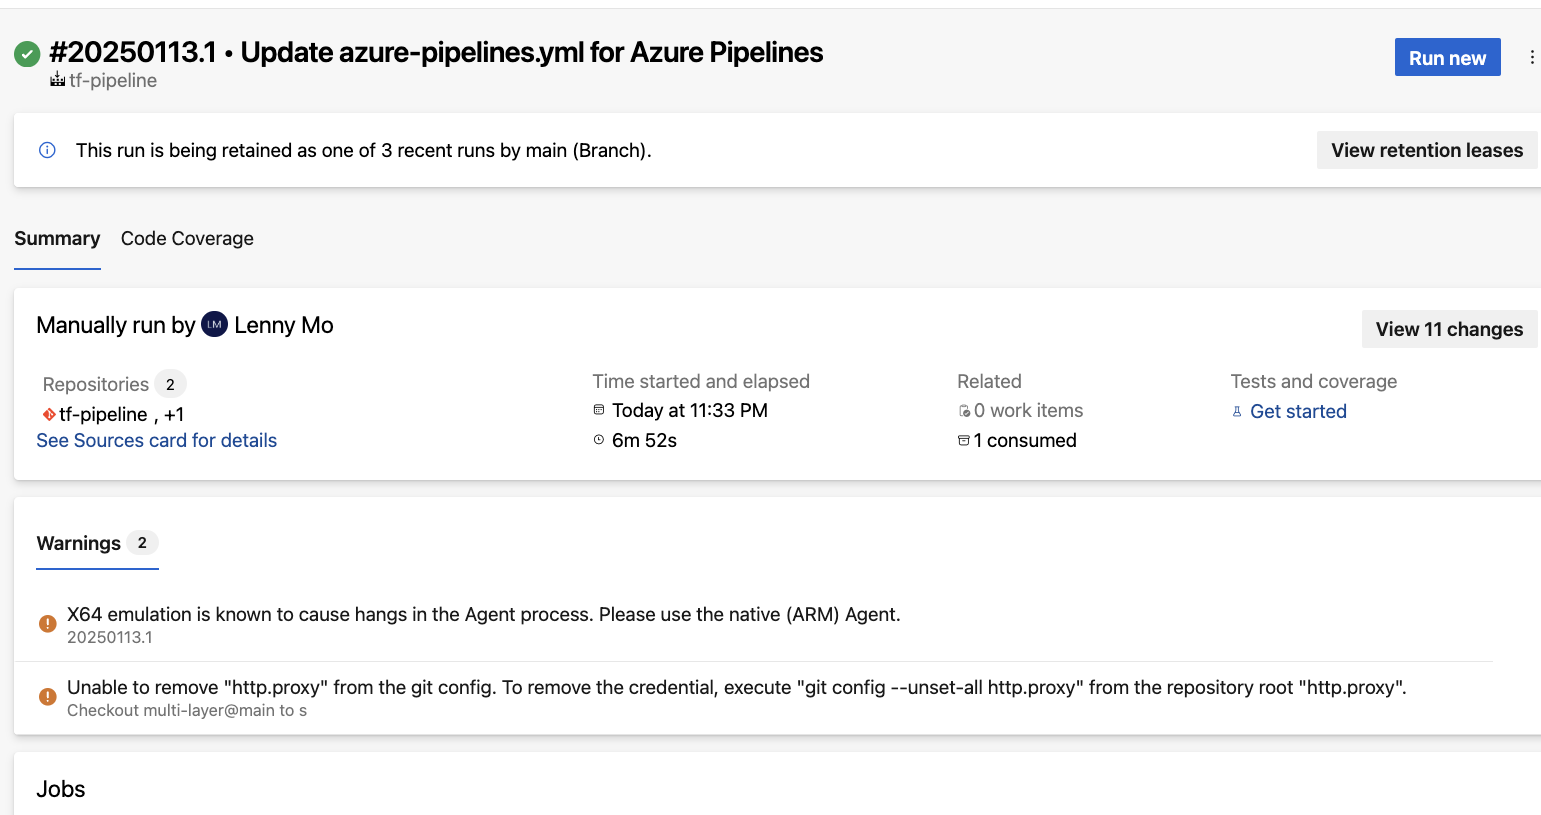 #20250113.1 • Update azure-pipelines.yml for Azure Pipelines
tf-pipeline
Run new
This run is being retained as one of 3 recent runs by main (Branch).
View retention leases
Summary Code Coverage
Manually run by LM Lenny Mo
View 11 changes
Repositories 2
tf-pipeline , +1
See Sources card for details
Time started and elapsed
Today at 11:33 PM
6m 52s
Related
0 work items
1 consumed
Tests and coverage
Get started
Warnings 2
X64 emulation is known to cause hangs in the Agent process. Please use the native (ARM) Agent.
20250113.1
Unable to remove "http.proxy" from the git config. To remove the credential, execute "git config --unset-all http.proxy" from the repository root "http.proxy".
Checkout multi-layer@main to s
Jobs